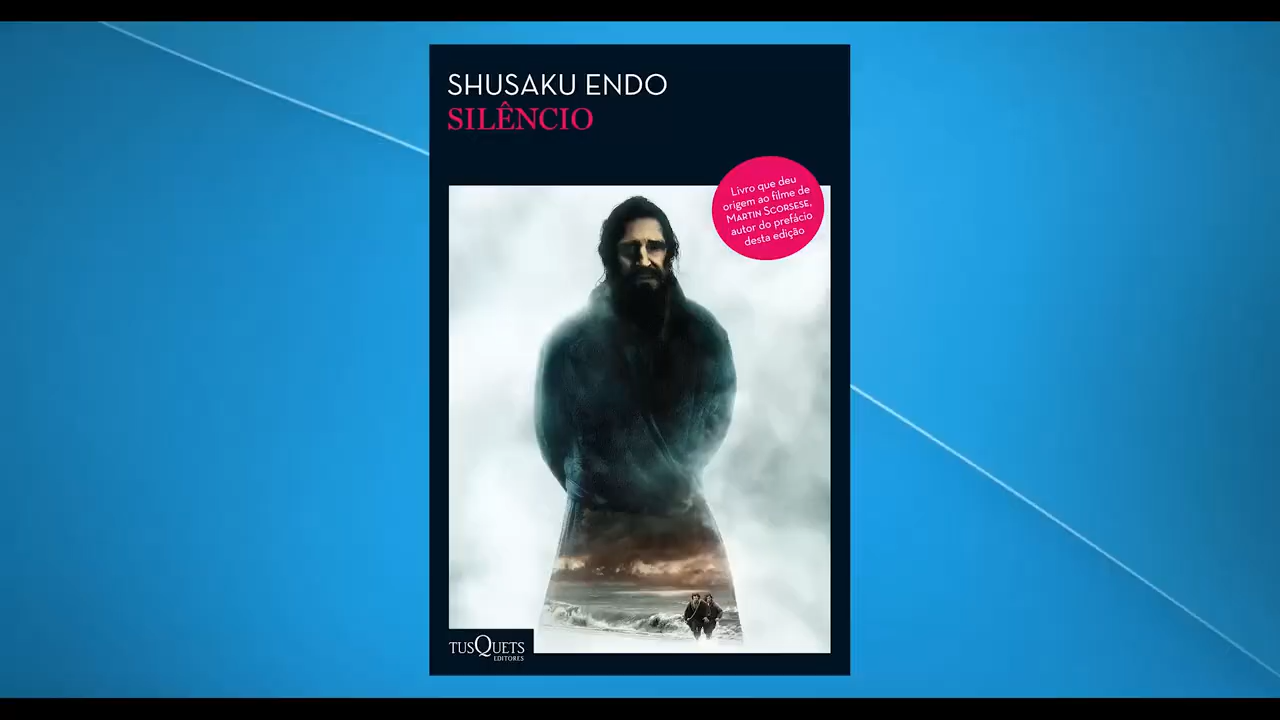 SHUSAKU ENDO
SILÊNCIO
Livro que deu
origem ao filme de
MARTIN SCORSESE,
autor do prefácio
desta edição
TUSQUETS
EDITORES